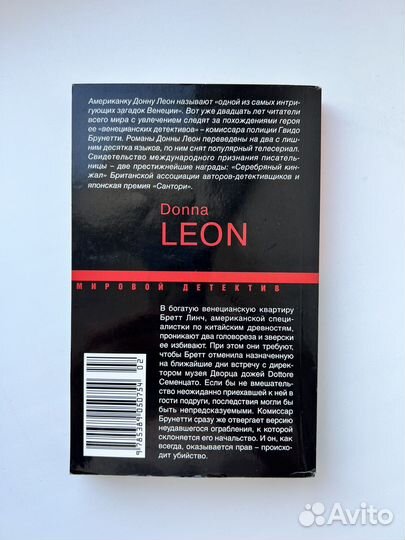 Американку Донну Леон называют «одной из самых интри-
гующих загадок Венеции». Вот уже двадцать лет читатели
всего мира с увлечением следят за похождениями героя
ее «венецианских детективов» – комиссара полиции Гвидо
Брунетти. Романы Донны Леон переведены на два с лиш-
ним десятка языков, по ним снят популярный телесериал.
Свидетельство международного признания писатель-
ницы – две престижнейшие награды: «Серебряный кин-
жал» Британской ассоциации авторов-детективщиков и
японская премия «Сантори».
Donna
LEON
МИРОВОЙ ДЕТЕКТИВ
В богатую венецианскую квартиру
Бретт Линч, американской специ-
алистки по китайским древностям,
проникают два головореза и зверски
ее избивают. При этом они требуют,
чтобы Бретт отменила назначенную
на ближайшие дни встречу с дирек-
тором музея Дворца дожей Dottore
Семенцато. Если бы не вмешатель-
ство неожиданно приехавшей к ней в
гости подруги, последствия могли бы
быть непредсказуемыми. Комиссар
Брунетти сразу же отвергает версию
неудавшегося ограбления, к которой
склоняется его начальство. И он, как
всегда, оказывается прав – происхо-
дит убийство.
9 785389 030754 02
Avito